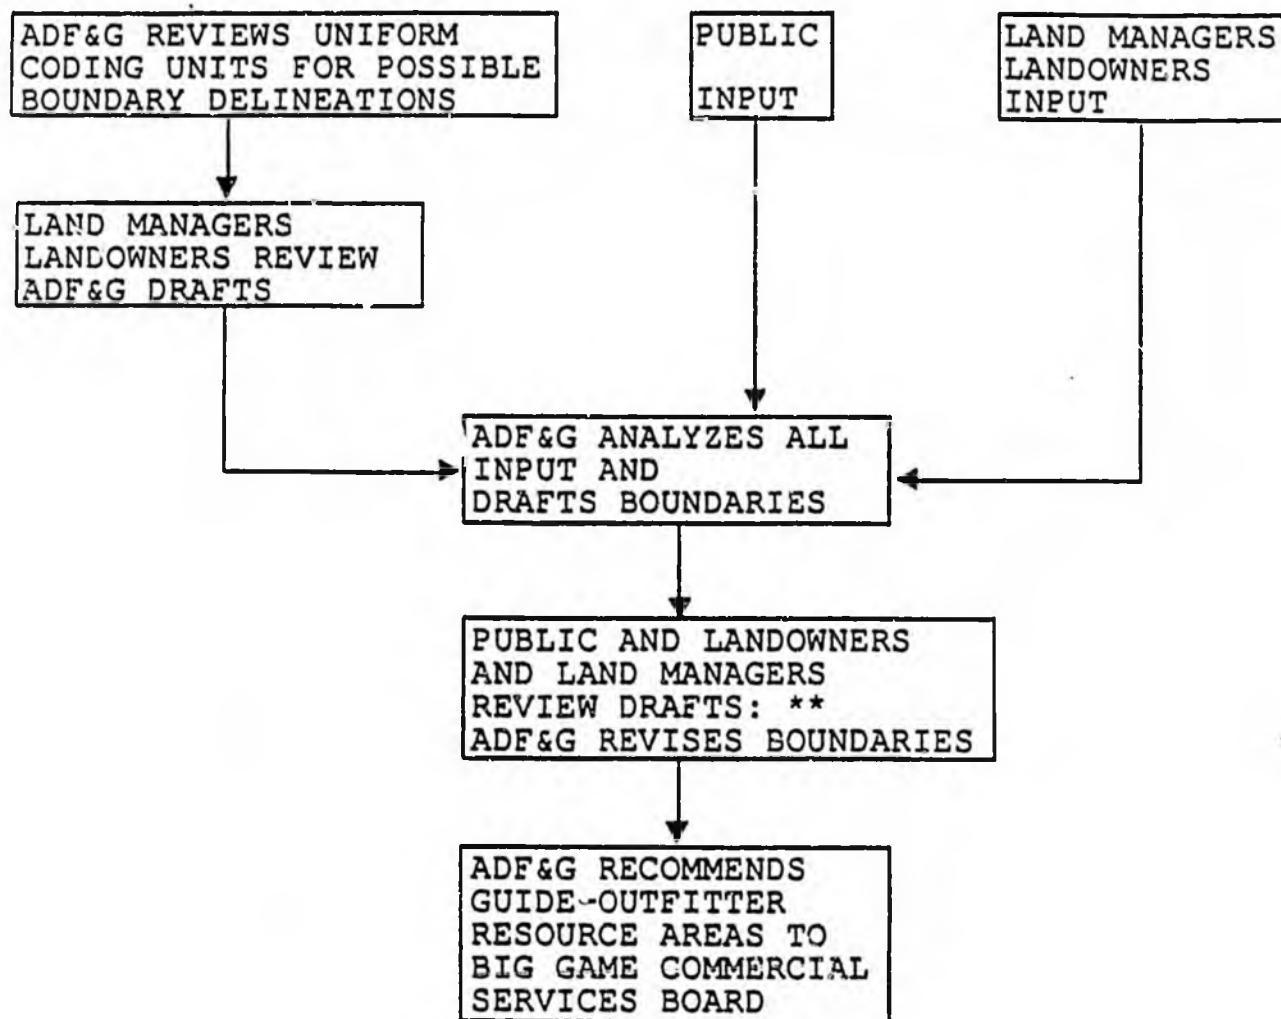 ADF&G REVIEWS UNIFORM
CODING UNITS FOR POSSIBLE
BOUNDARY DELINEATIONS
PUBLIC
INPUT
LAND MANAGERS
LANDOWNERS
INPUT
LAND MANAGERS
LANDOWNERS REVIEW
ADF&G DRAFTS
ADF&G ANALYZES ALL
INPUT AND
DRAFTS BOUNDARIES
PUBLIC AND LANDOWNERS
AND LAND MANAGERS
REVIEW DRAFTS: **
ADF&G REVISES BOUNDARIES
ADF&G RECOMMENDS
GUIDE-OUTFITTER
RESOURCE AREAS TO
BIG GAME COMMERCIAL
SERVICES BOARD